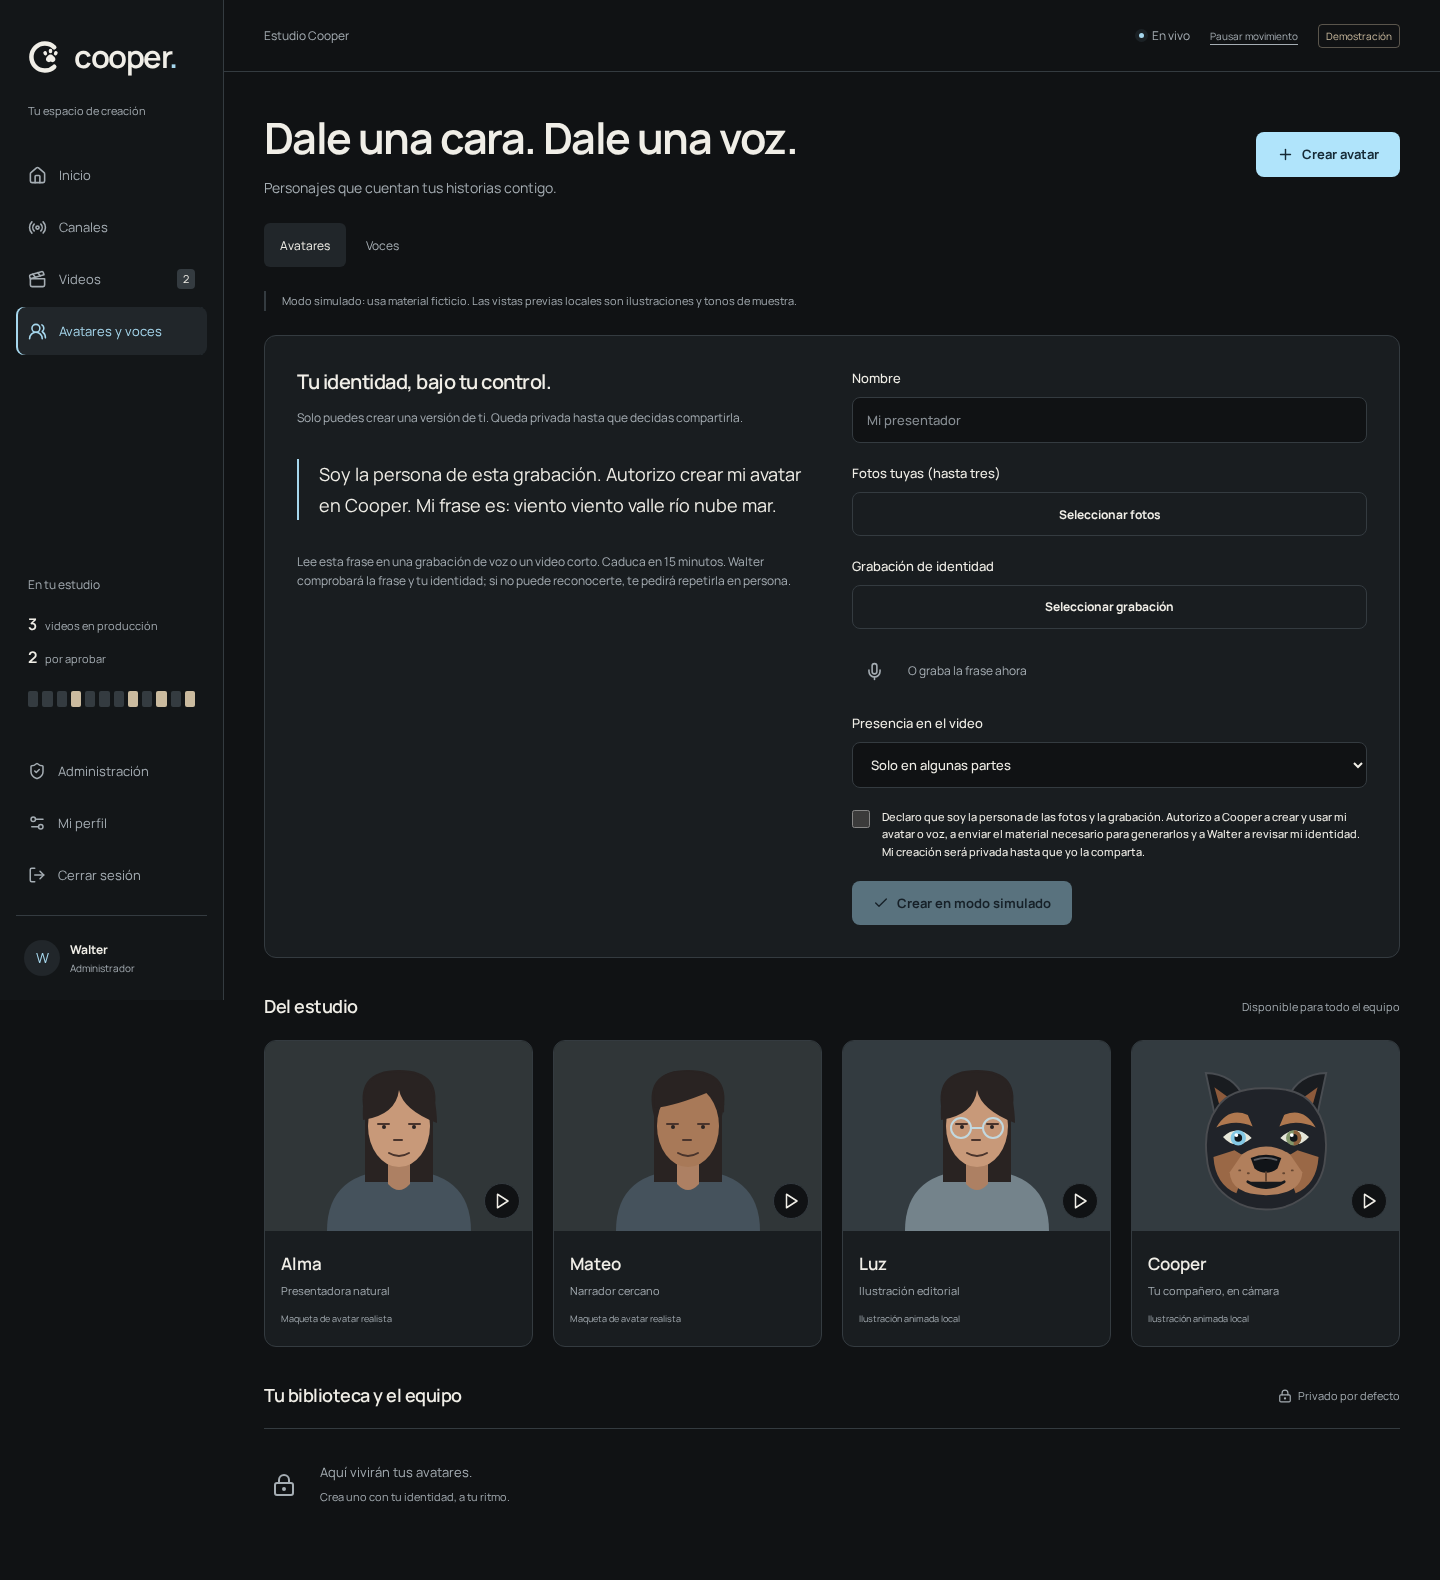 cooper.
Tu espacio de creación
Inicio
Canales
Videos
2
Avatares y voces
En tu estudio
3 videos en producción
2 por aprobar
Administración
Mi perfil
Cerrar sesión
W
Walter
Administrador
Estudio Cooper
En vivo
Pausar movimiento
Demostración
Dale una cara. Dale una voz.
Personajes que cuentan tus historias contigo.
Crear avatar
Avatares
Voces
Modo simulado: usa material ficticio. Las vistas previas locales son ilustraciones y tonos de muestra.
Tu identidad, bajo tu control.
Solo puedes crear una versión de ti. Queda privada hasta que decidas compartirla.
Soy la persona de esta grabación. Autorizo crear mi avatar
en Cooper. Mi frase es: viento viento valle río nube mar.
Lee esta frase en una grabación de voz o un video corto. Caduca en 15 minutos. Walter
comprobará la frase y tu identidad; si no puede reconocerte, te pedirá repetirla en persona.
Nombre
Mi presentador
Fotos tuyas (hasta tres)
Seleccionar fotos
Grabación de identidad
Seleccionar grabación
O graba la frase ahora
Presencia en el video
Solo en algunas partes
Declaro que soy la persona de las fotos y la grabación. Autorizo a Cooper a crear y usar mi
avatar o voz, a enviar el material necesario para generarlos y a Walter a revisar mi identidad.
Mi creación será privada hasta que yo la comparta.
Crear en modo simulado
Del estudio
Disponible para todo el equipo
Alma
Presentadora natural
Maqueta de avatar realista
Mateo
Narrador cercano
Maqueta de avatar realista
Luz
Ilustración editorial
Ilustración animada local
Cooper
Tu compañero, en cámara
Ilustración animada local
Tu biblioteca y el equipo
Privado por defecto
Aquí vivirán tus avatares.
Crea uno con tu identidad, a tu ritmo.